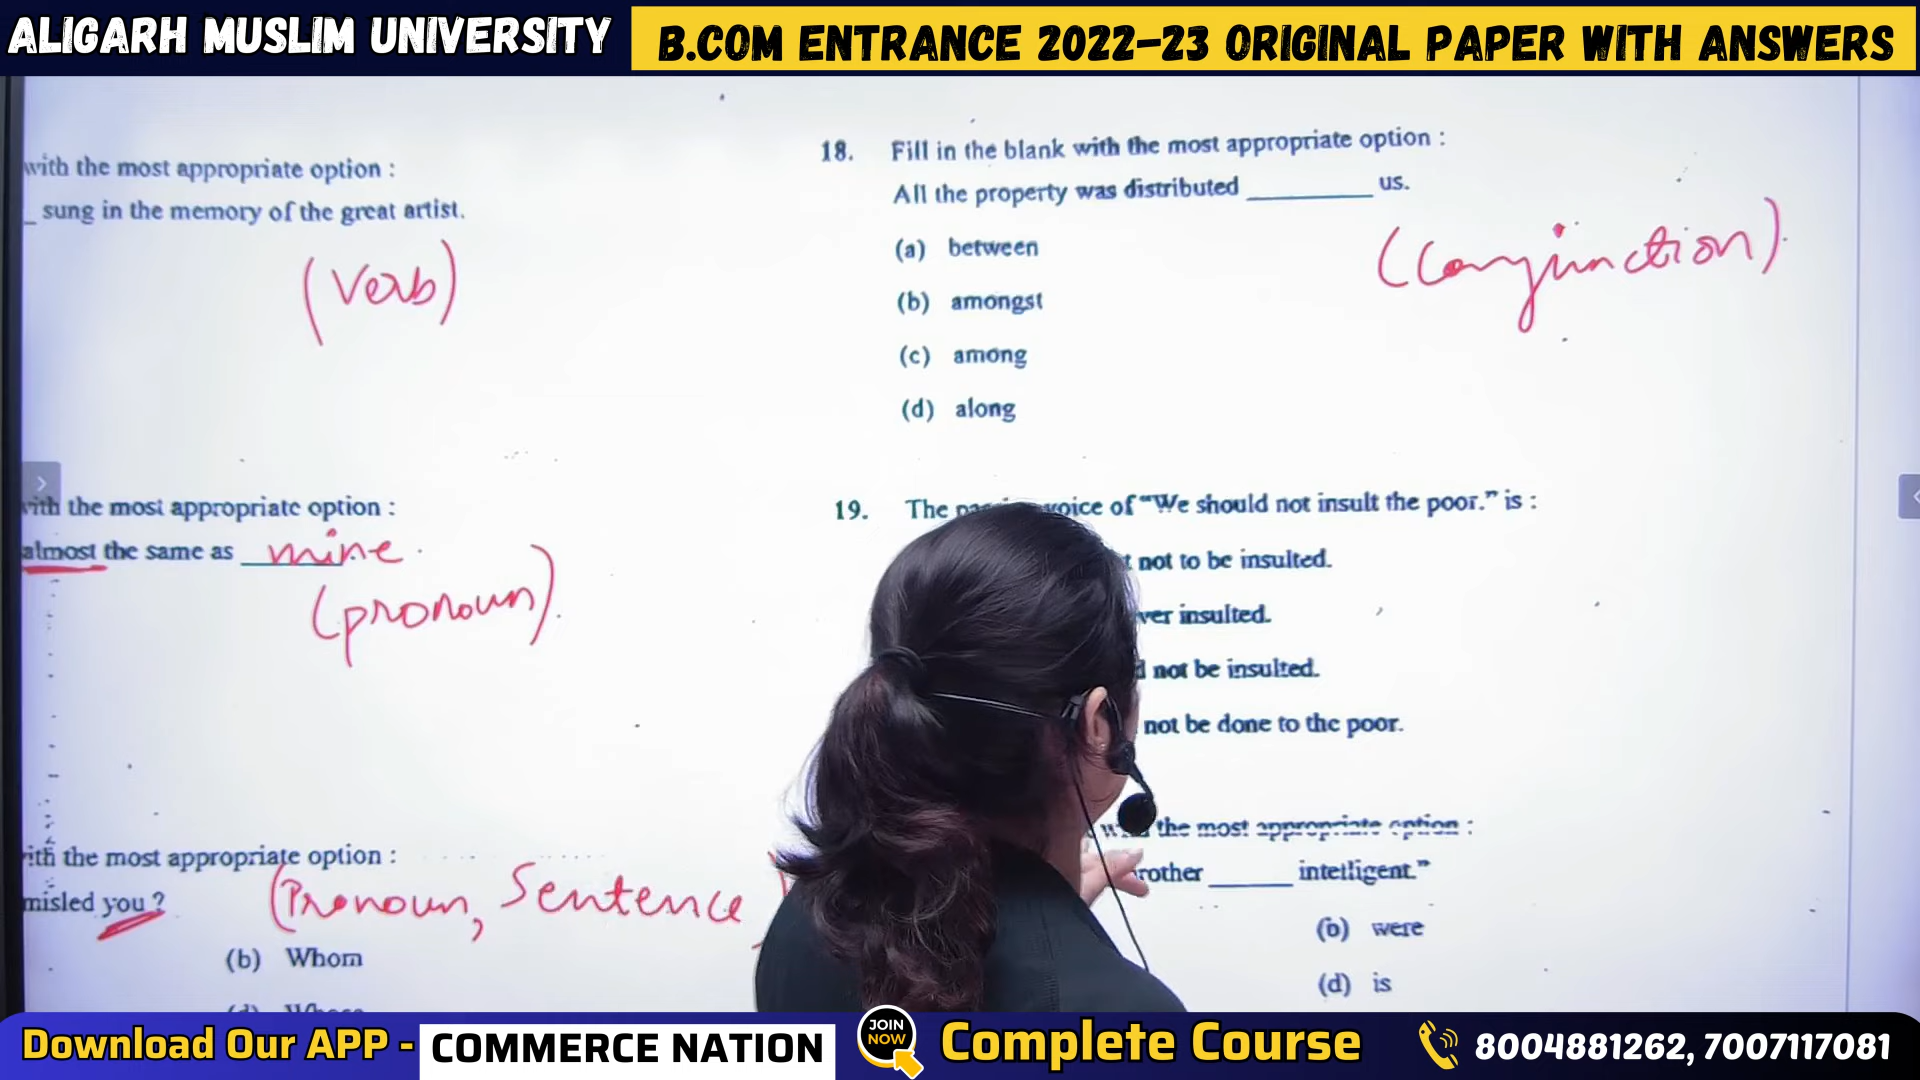 ALIGARH MUSLIM UNIVERSITY
B.COM ENTRANCE 2022-23 ORIGINAL PAPER WITH ANSWERS
with the most appropriate option :
_ sung in the memory of the great artist.
(Verb)
with the most appropriate option :
almost the same as mine
(pronoun).
with the most appropriate option :
misled you ?
(Pronoun, Sentence)
(b) Whom
18. Fill in the blank with the most appropriate option :
All the property was distributed ________ us.
(Conjunction)
(a) between
(b) amongst
(c) among
(d) along
19. The voice of "We should not insult the poor." is :
not to be insulted.
insulted.
not be insulted.
not be done to the poor.
the most appropriate option :
rother ______ intelligent."
(b) were
(d) is
Download Our APP - COMMERCE NATION
JOIN NOW
Complete Course
8004881262, 7007117081